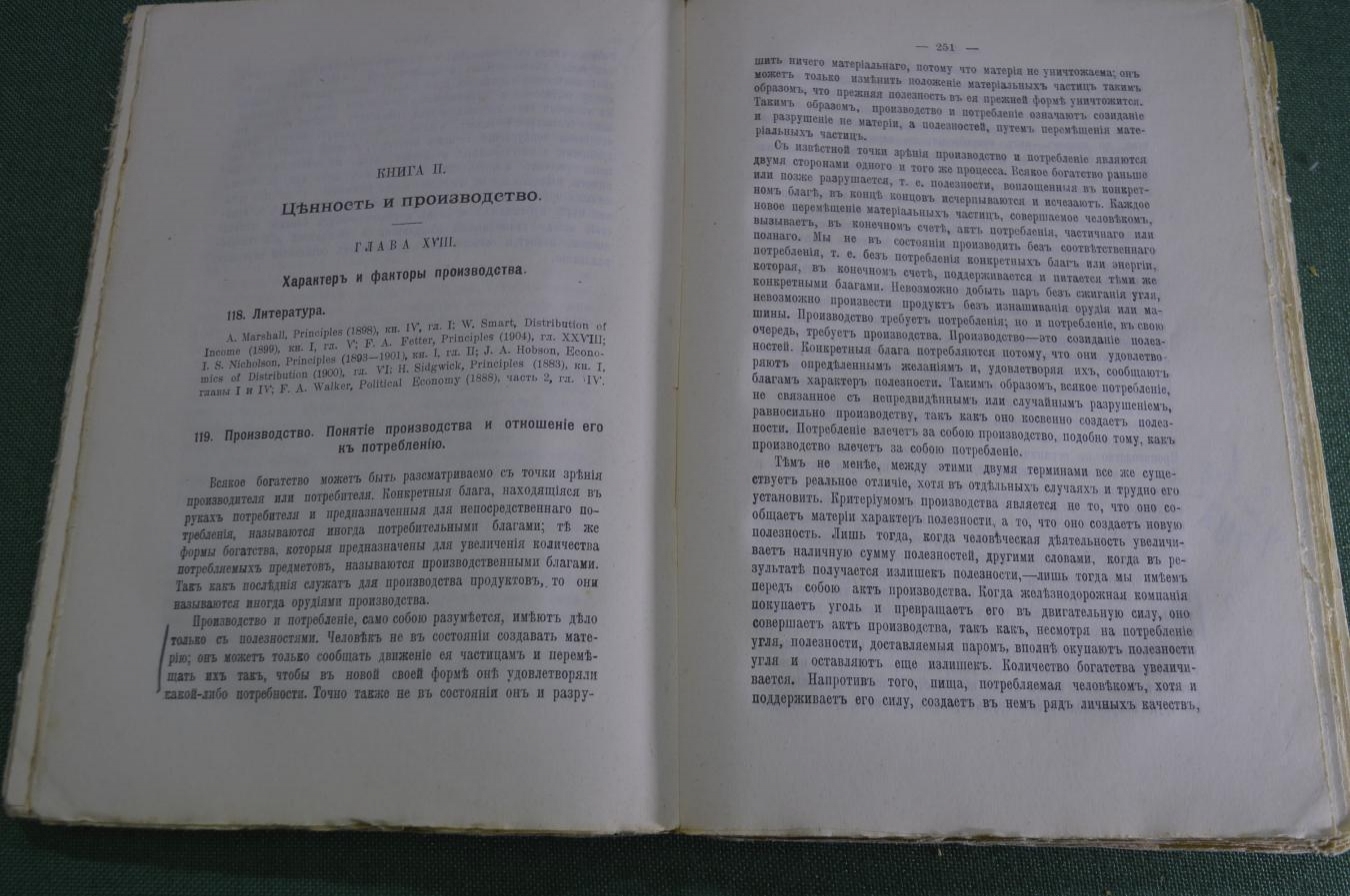 КНИГА II.
Цѣнность и производство.
ГЛАВА XVIII.
Характеръ и факторы производства.
118. Литература.
A. Marshall, Principles (1898), кн. IV, гл. I; W. Smart, Distribution of
Income (1899), кн. I, гл. V; F. A. Fetter, Principles (1904), гл. XXVIII;
I. S. Nicholson, Principles (1893—1901), кн. I, гл. II; J. A. Hobson, Econo-
mics of Distribution (1900), гл. VI; H. Sidgwick, Principles (1883), кн. I,
главы I и IV; F. A. Walker, Political Economy (1888), часть 2, гл. IV.
119. Производство. Понятіе производства и отношеніе его
къ потребленію.
Всякое богатство можетъ быть разсматриваемо съ точки зрѣнія
производителя или потребителя. Конкретныя блага, находящіяся въ
рукахъ потребителя и предназначенныя для непосредственнаго по-
требленія, называются иногда потребительными благами; тѣ же
формы богатства, которыя предназначены для увеличенія количества
потребляемыхъ предметовъ, называются производственными благами.
Такъ какъ послѣднія служатъ для производства продуктовъ, то они
называются иногда орудіями производства.
Производство и потребленіе, само собою разумѣется, имѣютъ дѣло
только съ полезностями. Человѣкъ не въ состояніи создавать мате-
рію; онъ можетъ только сообщать движеніе ея частицамъ и перемѣ-
щать ихъ такъ, чтобы въ новой своей формѣ онѣ удовлетворяли
какой-либо потребности. Точно также не въ состояніи онъ и разру-
— 251 —
шить ничего матеріальнаго, потому что матерія не уничтожаема; онъ
можетъ только измѣнить положеніе матеріальныхъ частицъ такимъ
образомъ, что прежняя полезность въ ея прежней формѣ уничтожится.
Такимъ образомъ, производство и потребленіе означаютъ созиданіе
и разрушеніе не матеріи, а полезностей, путемъ перемѣщенія мате-
ріальныхъ частицъ.
Съ извѣстной точки зрѣнія производство и потребленіе являются
двумя сторонами одного и того же процесса. Всякое богатство раньше
или позже разрушается, т. е. полезности, воплощенныя въ конкрет-
номъ благѣ, въ концѣ концовъ исчерпываются и исчезаютъ. Каждое
новое перемѣщеніе матеріальныхъ частицъ, совершаемое человѣкомъ,
вызываетъ, въ конечномъ счетѣ, актъ потребленія, частичнаго или
полнаго. Мы не въ состояніи производить безъ соотвѣтственнаго
потребленія, т. е. безъ потребленія конкретныхъ благъ или энергіи,
которая, въ конечномъ счетѣ, поддерживается и питается тѣми же
конкретными благами. Невозможно добыть паръ безъ сжиганія угля,
невозможно произвести продуктъ безъ изнашиванія орудія или ма-
шины. Производство требуетъ потребленія; но и потребленіе, въ свою
очередь, требуетъ производства. Производство—это созиданіе полез-
ностей. Конкретныя блага потребляются потому, что они удовлетво-
ряютъ опредѣленнымъ желаніямъ и, удовлетворяя ихъ, сообщаютъ
благамъ характеръ полезности. Такимъ образомъ, всякое потребленіе,
не связанное съ непредвидѣннымъ или случайнымъ разрушеніемъ,
равносильно производству, такъ какъ оно косвенно создаетъ полез-
ности. Потребленіе влечетъ за собою производство, подобно тому, какъ
производство влечетъ за собою потребленіе.
Тѣмъ не менѣе, между этими двумя терминами все же суще-
ствуетъ реальное отличіе, хотя въ отдѣльныхъ случаяхъ и трудно его
установить. Критеріумомъ производства является не то, что оно со-
общаетъ матеріи характеръ полезности, а то, что оно создаетъ новую
полезность. Лишь тогда, когда человѣческая дѣятельность увеличи-
ваетъ наличную сумму полезностей, другими словами, когда въ ре-
зультатѣ получается излишекъ полезности,—лишь тогда мы имѣемъ
передъ собою актъ производства. Когда желѣзнодорожная компанія
покупаетъ уголь и превращаетъ его въ двигательную силу, оно
совершаетъ актъ производства, такъ какъ, несмотря на потребленіе
угля, полезности, доставляемыя паромъ, вполнѣ окупаютъ полезности
угля и оставляютъ еще излишекъ. Количество богатства увеличи-
вается. Напротивъ того, пища, потребляемая человѣкомъ, хотя и
поддерживаетъ его силу, создаетъ въ немъ рядъ личныхъ качествъ,